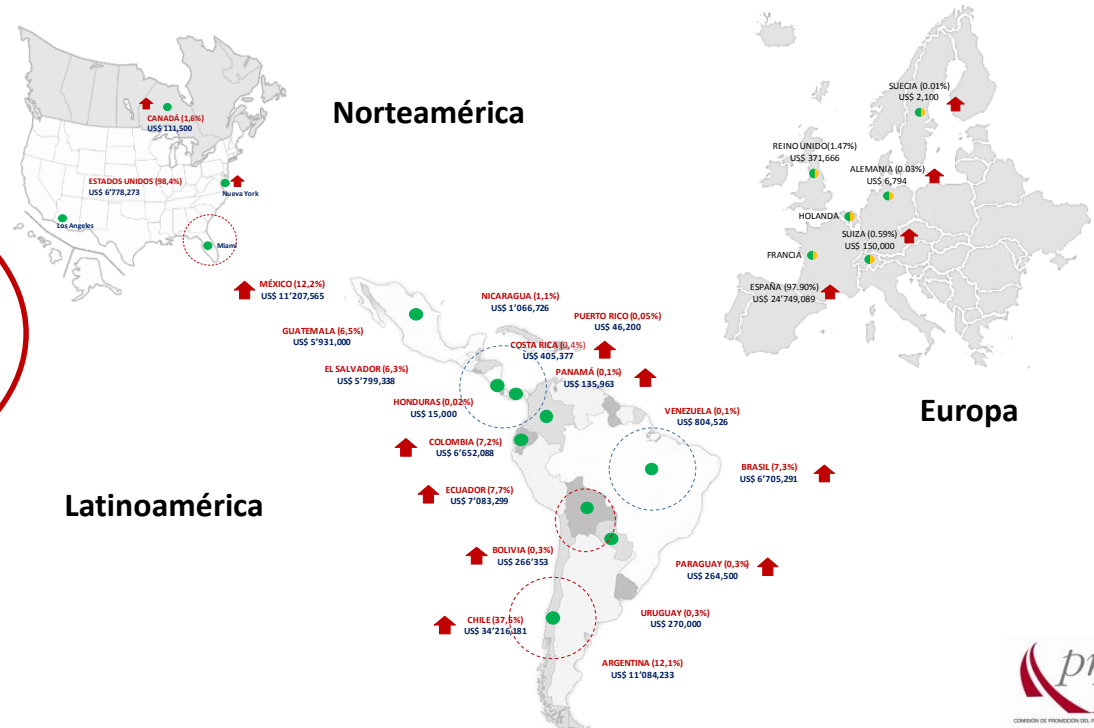 Norteamérica
CANADÁ (1,6%)
US$ 111,500
ESTADOS UNIDOS (98,4%)
US$ 6'778,273
Nueva York
Los Angeles
Miami
SUECIA (0.01%)
US$ 2,100
REINO UNIDO(1.47%)
US$ 371,666
ALEMANIA (0.03%)
US$ 6,794
HOLANDA
SUIZA (0.59%)
US$ 150,000
FRANCIA
ESPAÑA (97.90%)
US$ 24'749,089
Europa
MÉXICO (12,2%)
US$ 11'207,565
NICARAGUA (1,1%)
US$ 1'066,726
PUERTO RICO (0,05%)
US$ 46,200
GUATEMALA (6,5%)
US$ 5'931,000
COSTA RICA (0,4%)
US$ 405,377
EL SALVADOR (6,3%)
US$ 5'799,338
PANAMÁ (0,1%)
US$ 135,963
HONDURAS (0,02%)
US$ 15,000
VENEZUELA (0,1%)
US$ 804,526
COLOMBIA (7,2%)
US$ 6'652,088
BRASIL (7,3%)
US$ 6'705,291
ECUADOR (7,7%)
US$ 7'083,299
Latinoamérica
BOLIVIA (0,3%)
US$ 266'353
PARAGUAY (0,3%)
US$ 264,500
CHILE (37,5%)
US$ 34'216,181
URUGUAY (0,3%)
US$ 270,000
ARGENTINA (12,1%)
US$ 11'084,233
COMISIÓN DE PROMOCIÓN DEL P